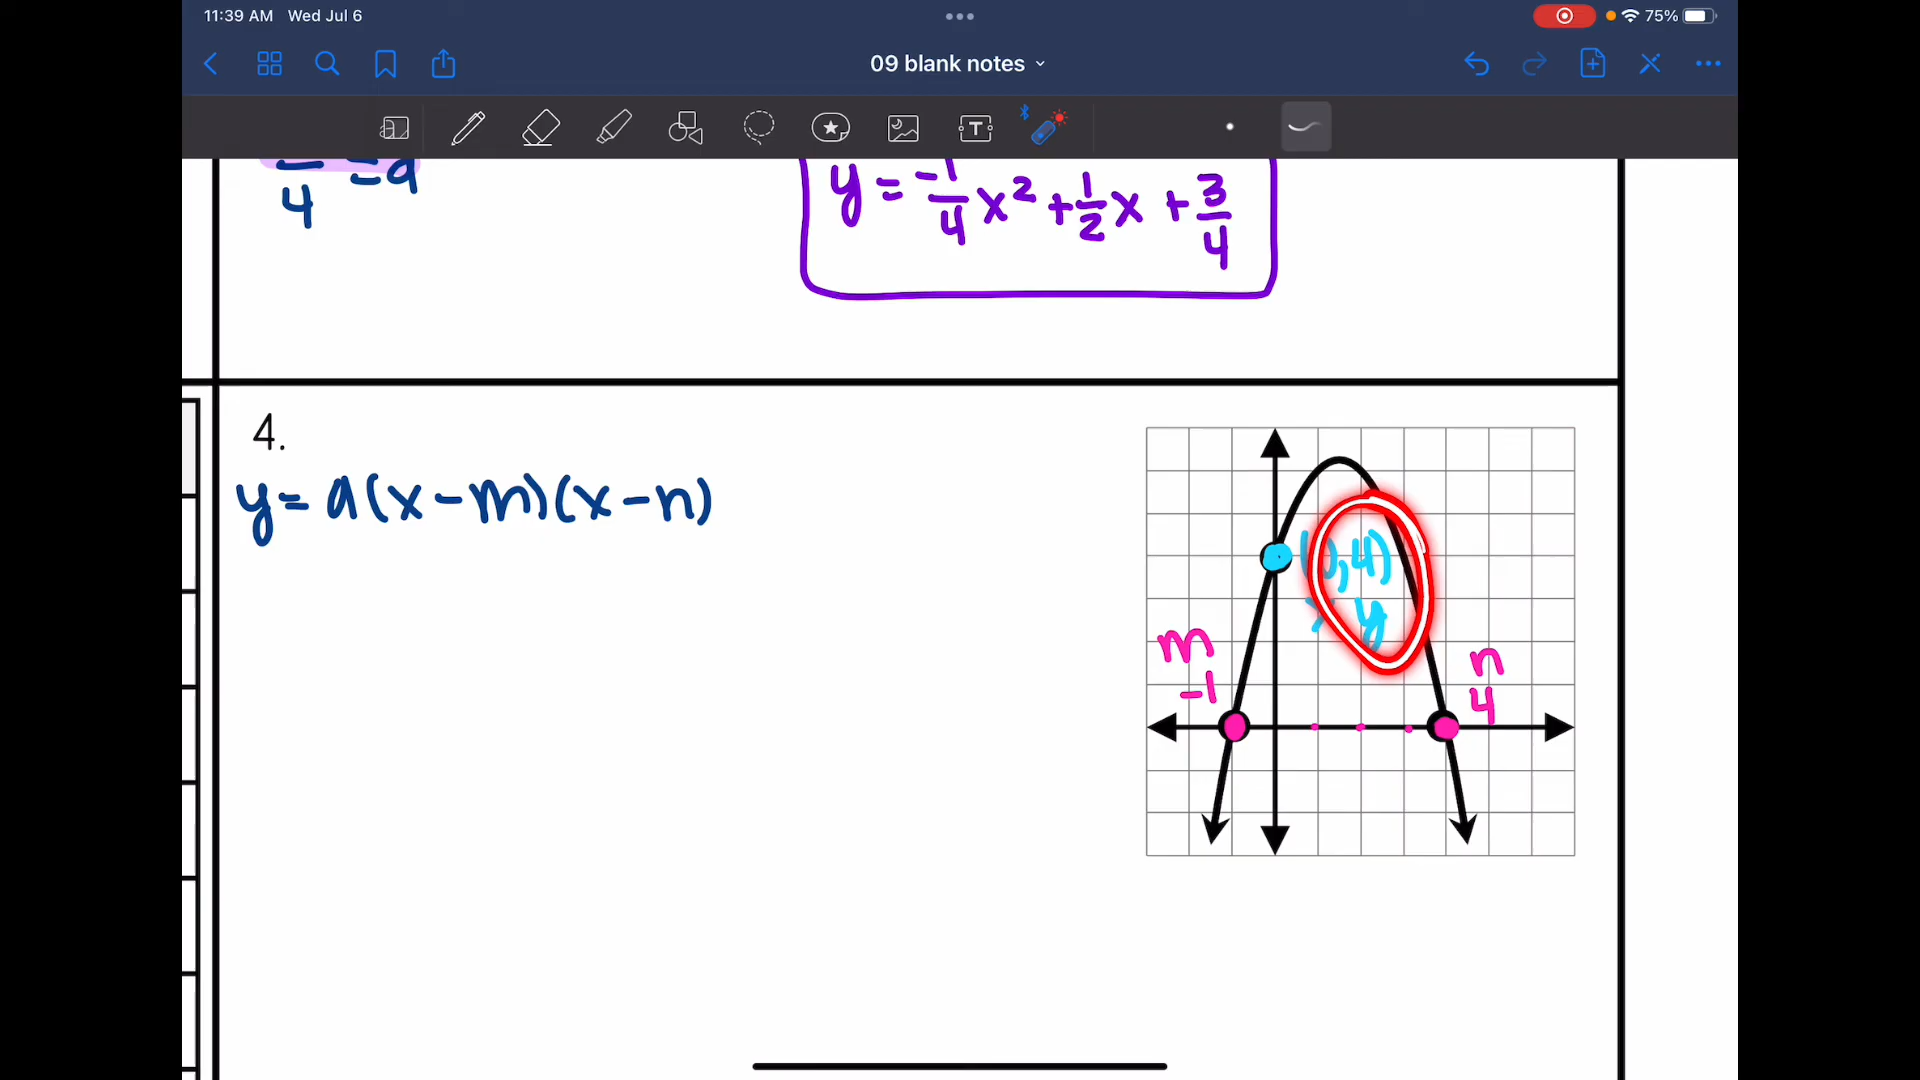 11:39 AM Wed Jul 6
75%
09 blank notes
4 = a
y = -1/4 x² + 1/2 x + 3/4
4.
y = a(x - m)(x - n)
(0,4)
x y
m
-1
n
4